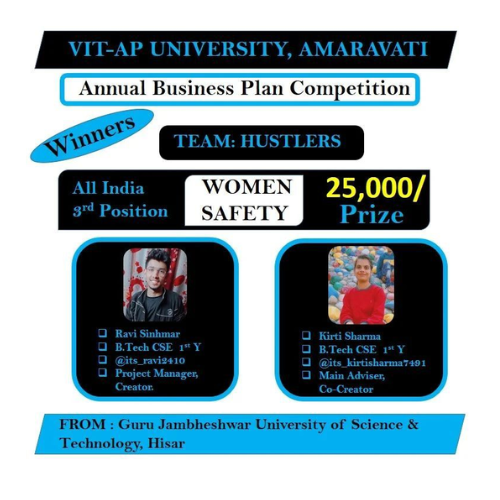 VIT-AP UNIVERSITY, AMARAVATI
Annual Business Plan Competition
Winners
TEAM: HUSTLERS
All India
3rd Position
WOMEN
SAFETY
25,000/
Prize
Ravi Sinhmar
B.Tech CSE 1st Y
@its_ravi2410
Project Manager,
Creator.
Kirti Sharma
B.Tech CSE 1st Y
@its_kirtisharma7491
Main Adviser,
Co-Creator
FROM : Guru Jambheshwar University of Science &
Technology, Hisar